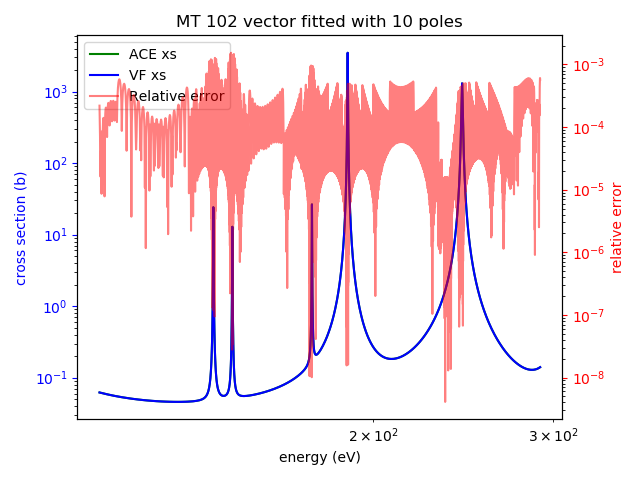 MT 102 vector fitted with 10 poles
ACE xs
VF xs
Relative error
cross section (b)
10³
10²
10¹
10⁰
10⁻¹
10⁻³
10⁻⁴
10⁻⁵
10⁻⁶
10⁻⁷
10⁻⁸
relative error
2 × 10²
3 × 10²
energy (eV)